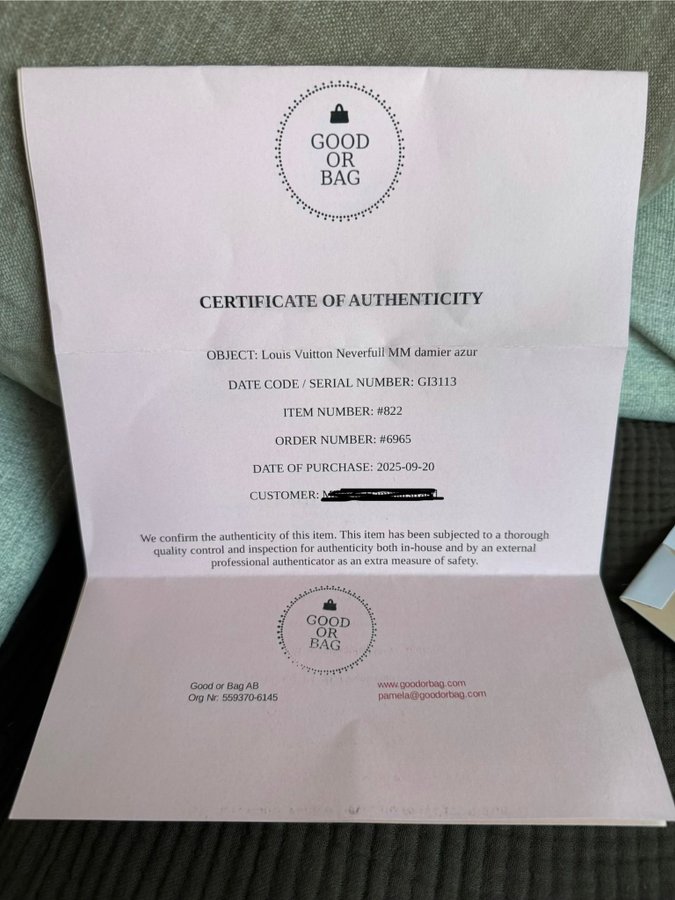 GOOD
OR
BAG
CERTIFICATE OF AUTHENTICITY
OBJECT: Louis Vuitton Neverfull MM damier azur
DATE CODE / SERIAL NUMBER: GI3113
ITEM NUMBER: #822
ORDER NUMBER: #6965
DATE OF PURCHASE: 2025-09-20
CUSTOMER:
We confirm the authenticity of this item. This item has been subjected to a thorough
quality control and inspection for authenticity both in-house and by an external
professional authenticator as an extra measure of safety.
GOOD
OR
BAG
Good or Bag AB
Org Nr: 559370-6145
www.goodorbag.com
pamela@goodorbag.com